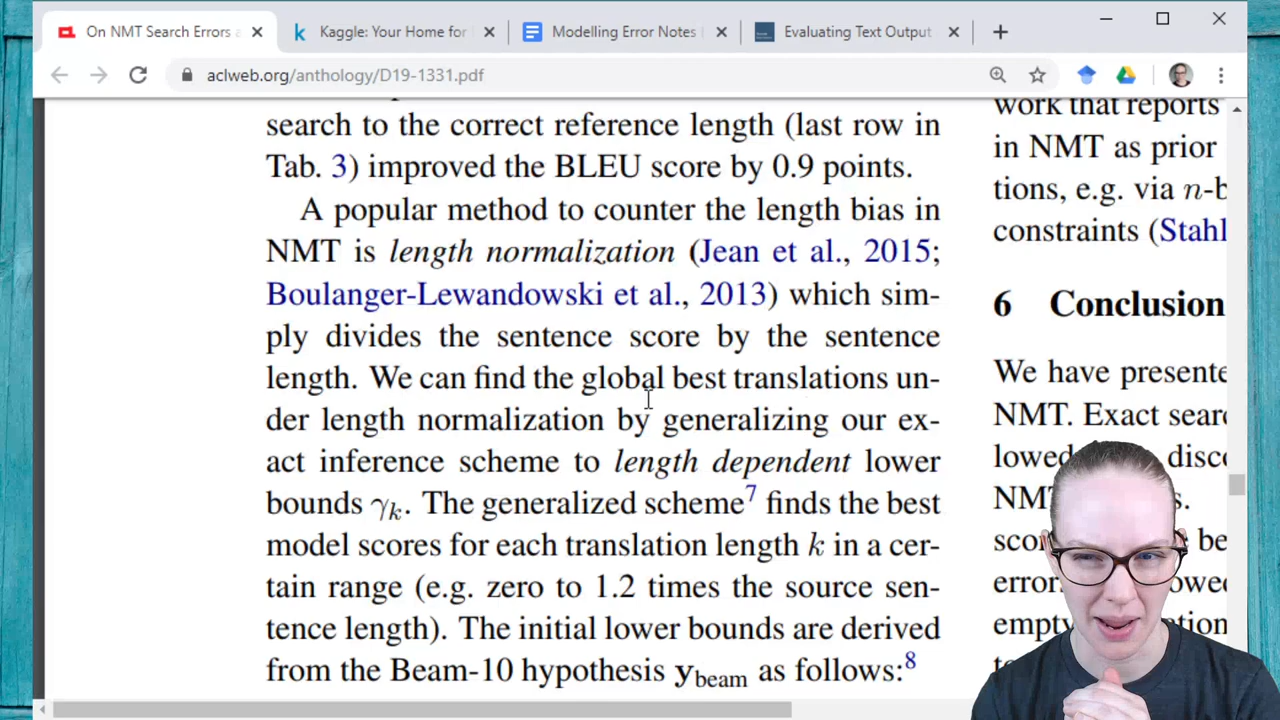 On NMT Search Errors a
Kaggle: Your Home for
Modelling Error Notes
Evaluating Text Output
aclweb.org/anthology/D19-1331.pdf
search to the correct reference length (last row in
Tab. 3) improved the BLEU score by 0.9 points.
A popular method to counter the length bias in
NMT is length normalization (Jean et al., 2015;
Boulanger-Lewandowski et al., 2013) which sim-
ply divides the sentence score by the sentence
length. We can find the global best translations un-
der length normalization by generalizing our ex-
act inference scheme to length dependent lower
bounds γk. The generalized scheme7 finds the best
model scores for each translation length k in a cer-
tain range (e.g. zero to 1.2 times the source sen-
tence length). The initial lower bounds are derived
from the Beam-10 hypothesis ybeam as follows:8
work that reports
in NMT as prior
tions, e.g. via n-b
constraints (Stahl
6 Conclusion
We have presente
NMT. Exact sear
lowed disc
NMT s.
sco be
error owe
empty tion